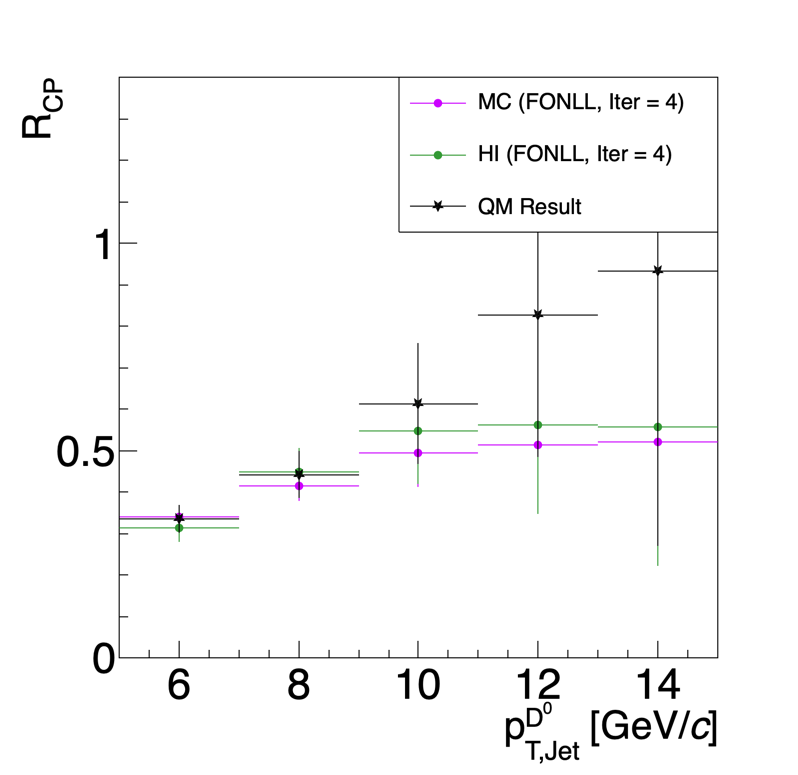 R_CP
MC (FONLL, Iter = 4)
HI (FONLL, Iter = 4)
QM Result
1
0.5
0
6 8 10 12 14
p_{T,Jet}^{D^0} [GeV/c]